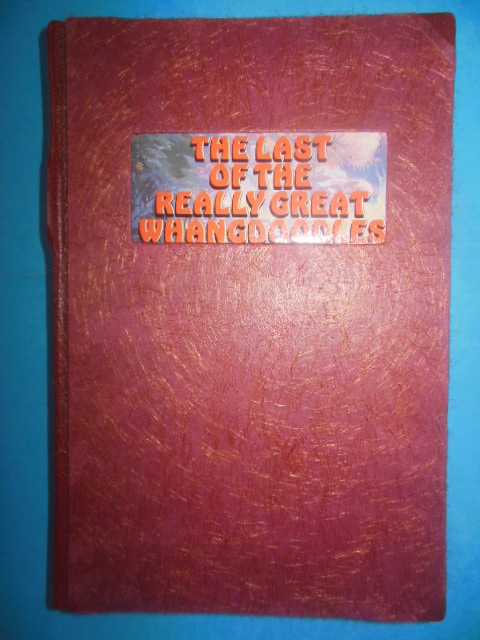 THE LAST
OF THE
REALLY GREAT
WHANGDOODLES